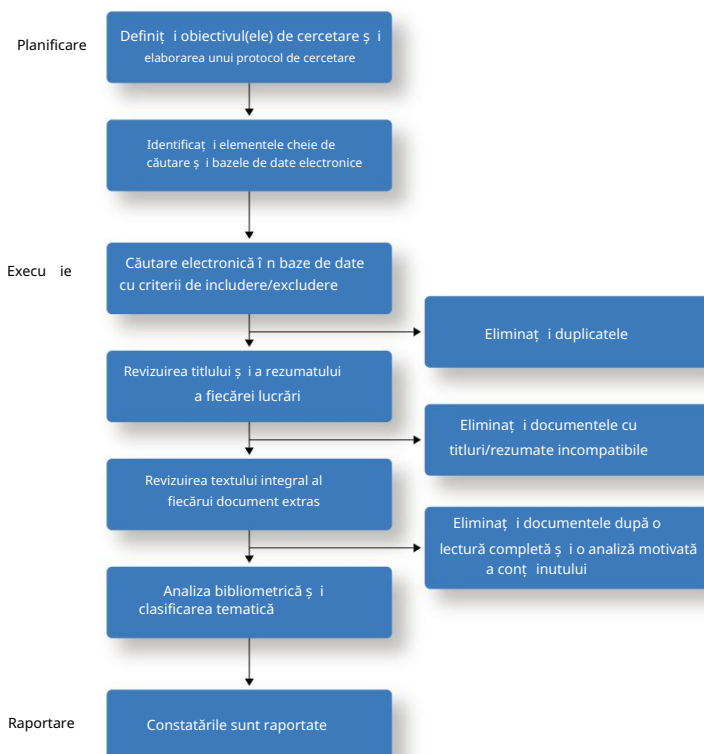 Planificare
Definiț i obiectivul(ele) de cercetare ș i
elaborarea unui protocol de cercetare
Identificaț i elementele cheie de
căutare ș i bazele de date electronice
Execu ie
Căutare electronică î n baze de date
cu criterii de includere/excludere
Eliminaț i duplicatele
Revizuirea titlului ș i a rezumatului
a fiecărei lucrări
Eliminaț i documentele cu
titluri/rezumate incompatibile
Revizuirea textului integral al
fiecărui document extras
Eliminaț i documentele după o
lectură completă ș i o analiză motivată
a conț inutului
Analiza bibliometrică ș i
clasificarea tematică
Raportare
Constatările sunt raportate